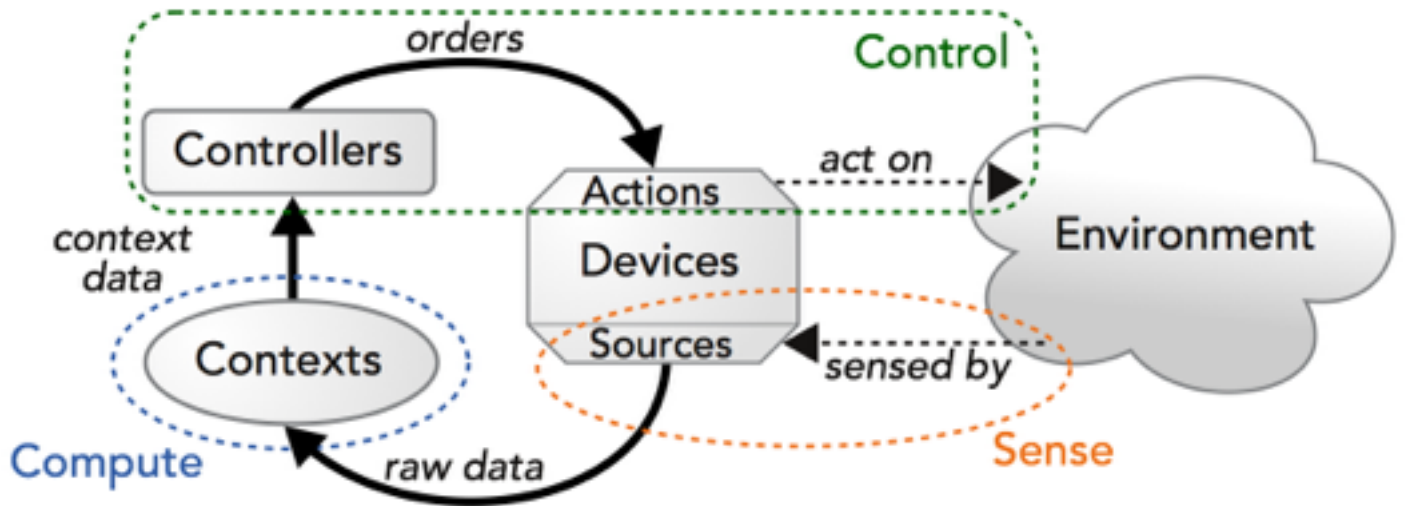 orders
Control
Controllers
Actions
act on
context
data
Devices
Environment
Contexts
Sources
sensed by
Compute
raw data
Sense